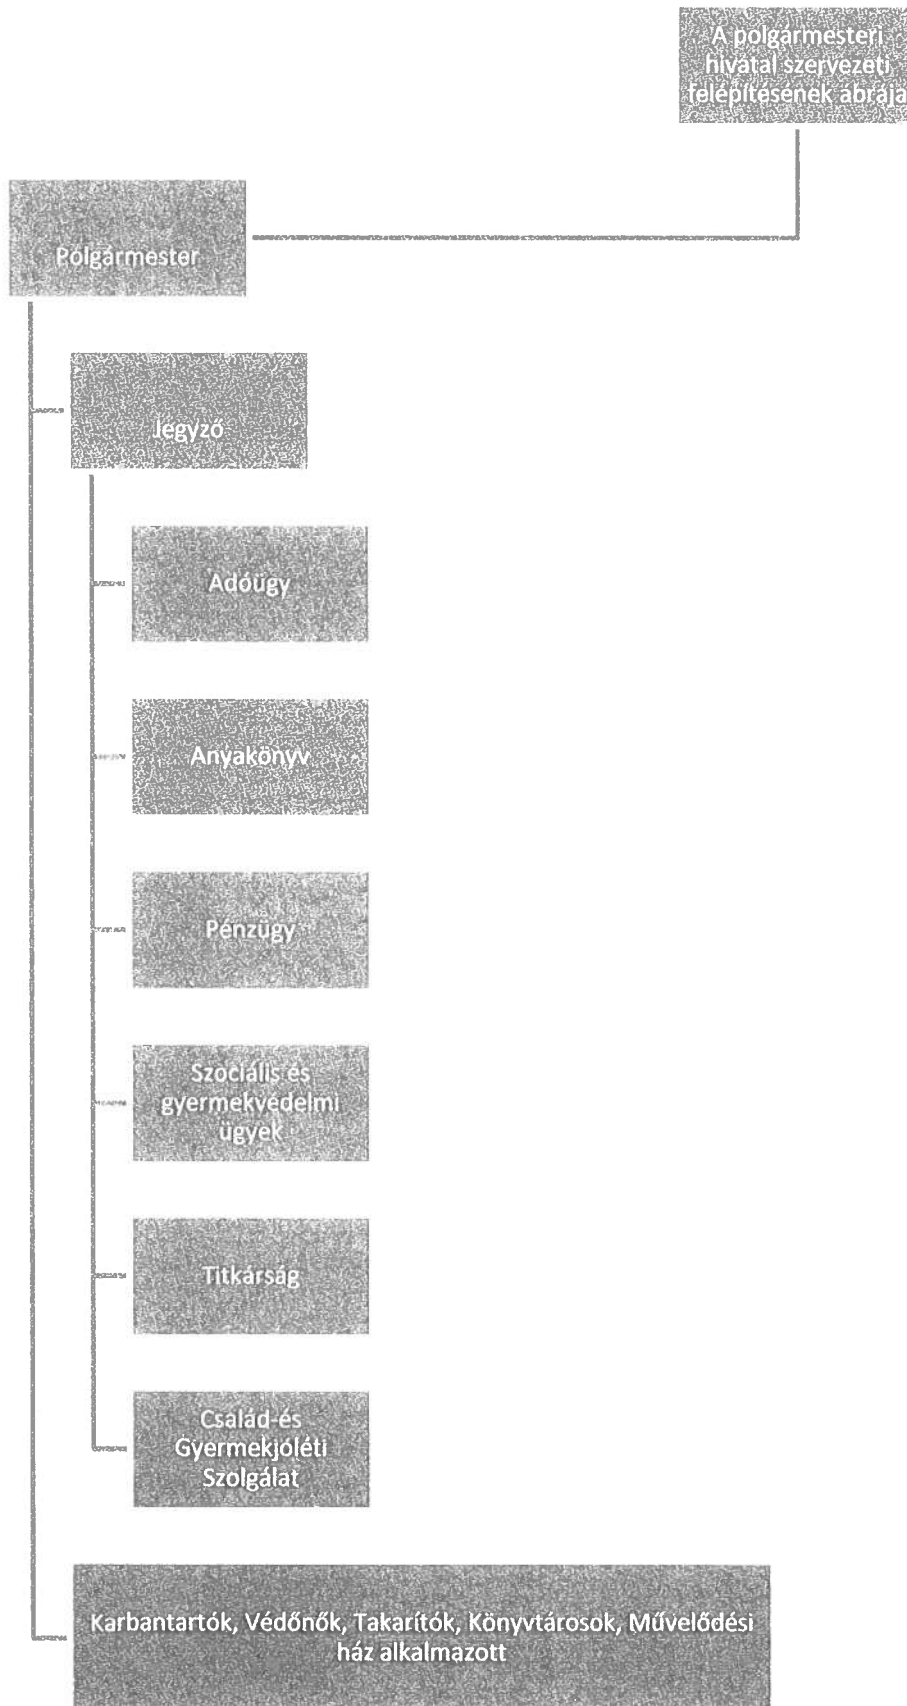 A polgármesteri
hivatal szervezeti
felépítésének ábrája
Polgármester
Jegyző
Adóügy
Anyakönyv
Pénzügy
Szociális és
gyermekvédelmi
ügyek
Titkárság
Család-és
Gyermekjóléti
Szolgálat
Karbantartók, Védőnők, Takarítók, Könyvtárosok, Művelődési
ház alkalmazott